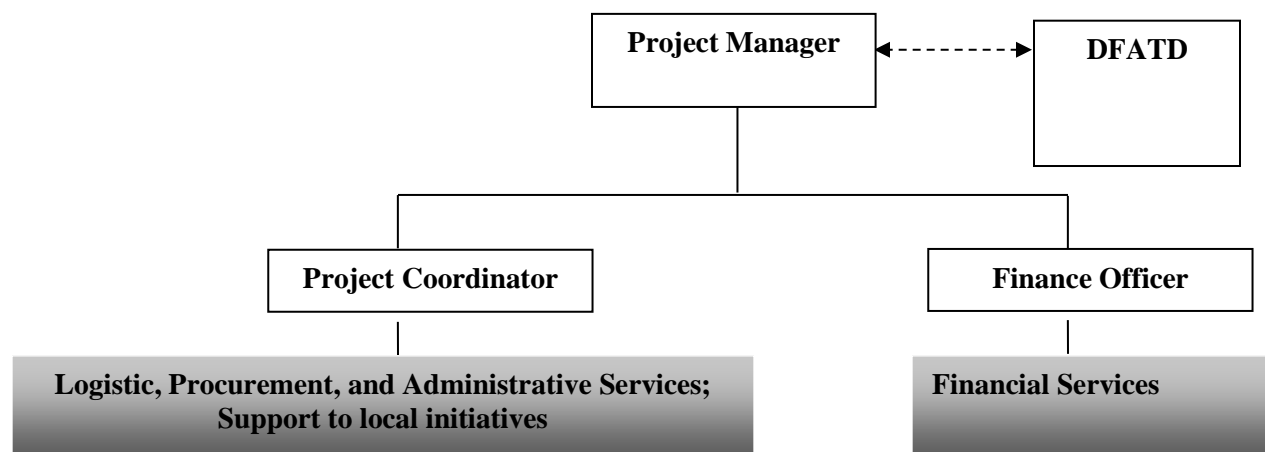 Project Manager
DFATD
Project Coordinator
Finance Officer
Logistic, Procurement, and Administrative Services;
Support to local initiatives
Financial Services